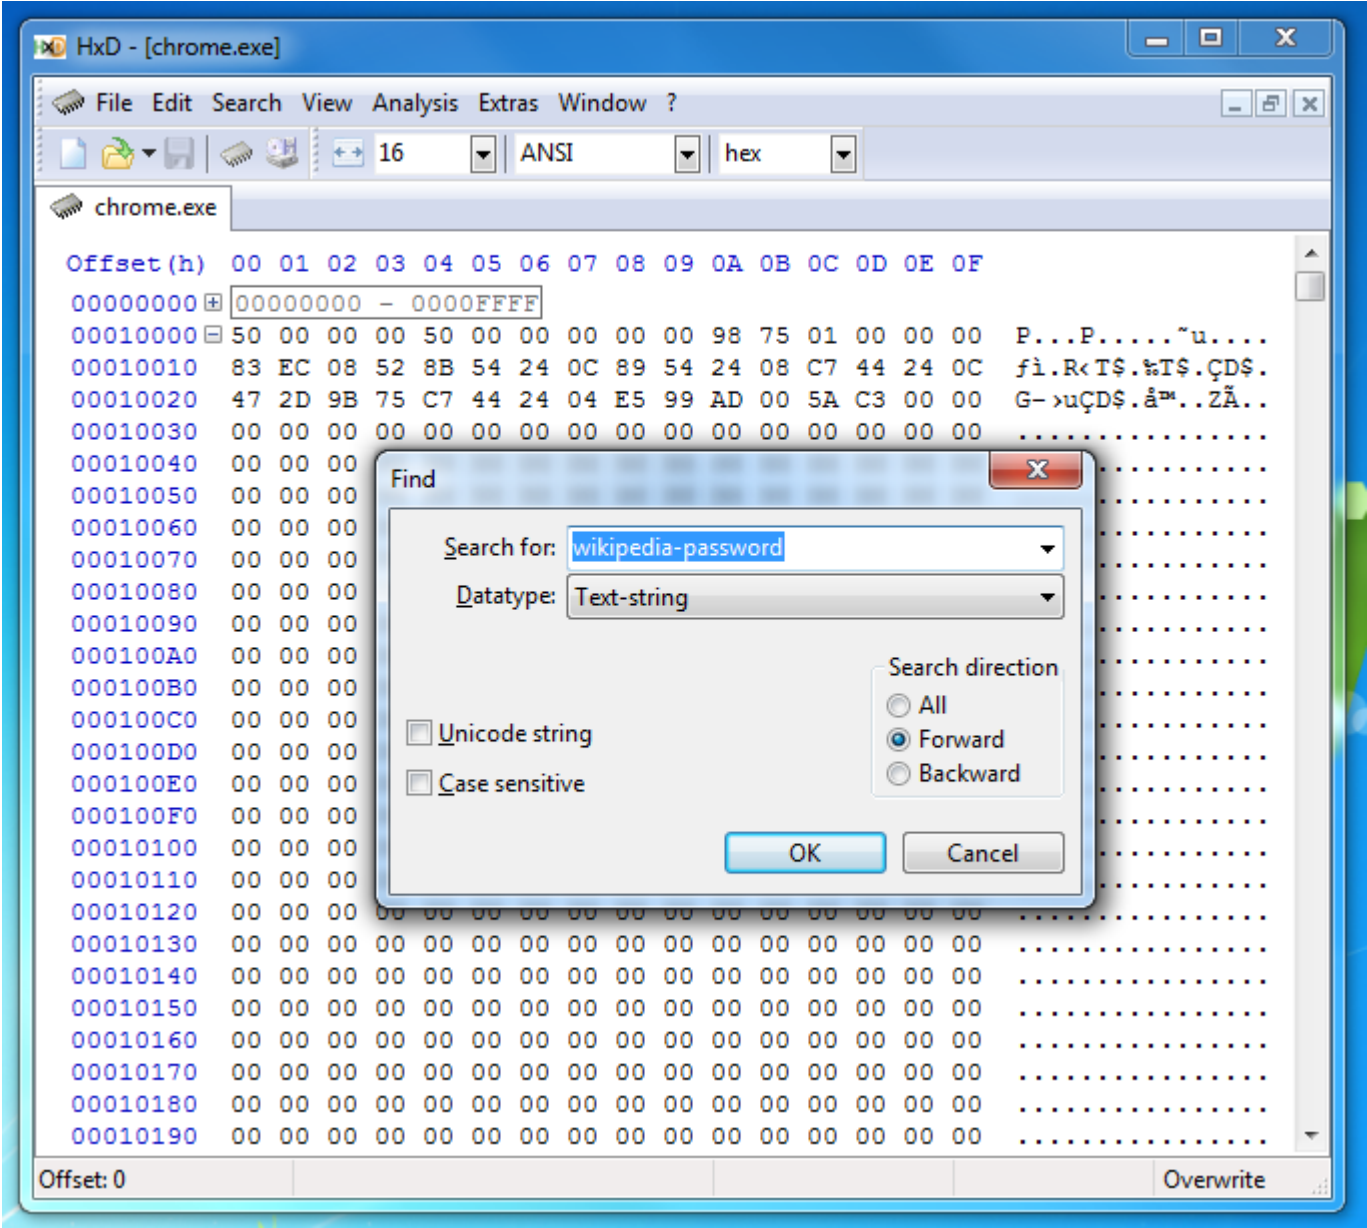 HxD - [chrome.exe]
File Edit Search View Analysis Extras Window ?
16 ANSI hex
chrome.exe
Offset(h) 00 01 02 03 04 05 06 07 08 09 0A 0B 0C 0D 0E 0F
00000000 00000000 - 0000FFFF
00010000 50 00 00 00 50 00 00 00 00 00 98 75 01 00 00 00 P...P.....˜u....
00010010 83 EC 08 52 8B 54 24 0C 89 54 24 08 C7 44 24 0C ƒì.R‹T$.‰T$.ÇD$.
00010020 47 2D 9B 75 C7 44 24 04 E5 99 AD 00 5A C3 00 00 G-›uÇD$.å™­..ZÃ..
00010030 00 00 00 00 00 00 00 00 00 00 00 00 00 00 00 00 ................
00010040 00 00 00
00010050 00 00 00
00010060 00 00 00
00010070 00 00 00
00010080 00 00 00
00010090 00 00 00
000100A0 00 00 00
000100B0 00 00 00
000100C0 00 00 00
000100D0 00 00 00
000100E0 00 00 00
000100F0 00 00 00
00010100 00 00 00
00010110 00 00 00
00010120 00 00 00 00 00 00 00 00 00 00 00 00 00 00 00 00 ................
00010130 00 00 00 00 00 00 00 00 00 00 00 00 00 00 00 00 ................
00010140 00 00 00 00 00 00 00 00 00 00 00 00 00 00 00 00 ................
00010150 00 00 00 00 00 00 00 00 00 00 00 00 00 00 00 00 ................
00010160 00 00 00 00 00 00 00 00 00 00 00 00 00 00 00 00 ................
00010170 00 00 00 00 00 00 00 00 00 00 00 00 00 00 00 00 ................
00010180 00 00 00 00 00 00 00 00 00 00 00 00 00 00 00 00 ................
00010190 00 00 00 00 00 00 00 00 00 00 00 00 00 00 00 00 ................
Find
Search for: wikipedia-password
Datatype: Text-string
Search direction
All
Unicode string
Forward
Case sensitive
Backward
OK Cancel
Offset: 0 Overwrite